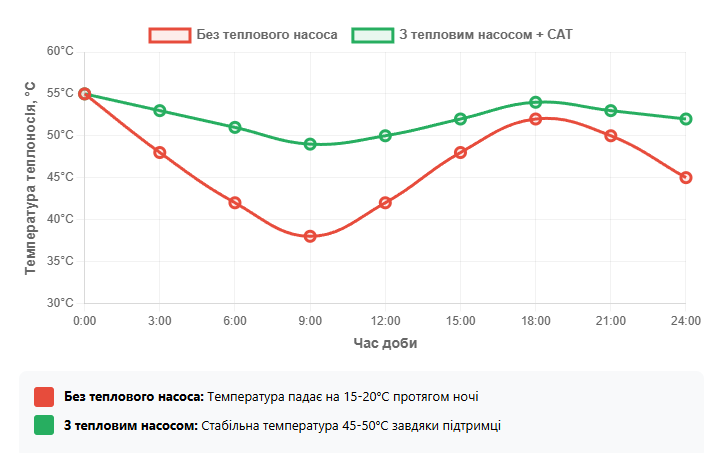 Без теплового насоса З тепловим насосом + САТ
60°C
55°C
50°C
45°C
40°C
35°C
30°C
Температура теплоносія, °C
0:00 3:00 6:00 9:00 12:00 15:00 18:00 21:00 24:00
Час доби
Без теплового насоса: Температура падає на 15-20°C протягом ночі
З тепловим насосом: Стабільна температура 45-50°C завдяки підтримці